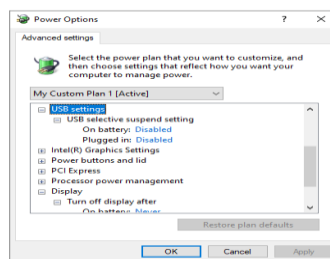 Power Options
Advanced settings
Select the power plan that you want to customize, and
then choose settings that reflect how you want your
computer to manage power.
My Custom Plan 1 [Active]
USB settings
USB selective suspend setting
On battery: Disabled
Plugged in: Disabled
Intel(R) Graphics Settings
Power buttons and lid
PCI Express
Processor power management
Display
Turn off display after
On battery: Never
Restore plan defaults
OK
Cancel
Apply